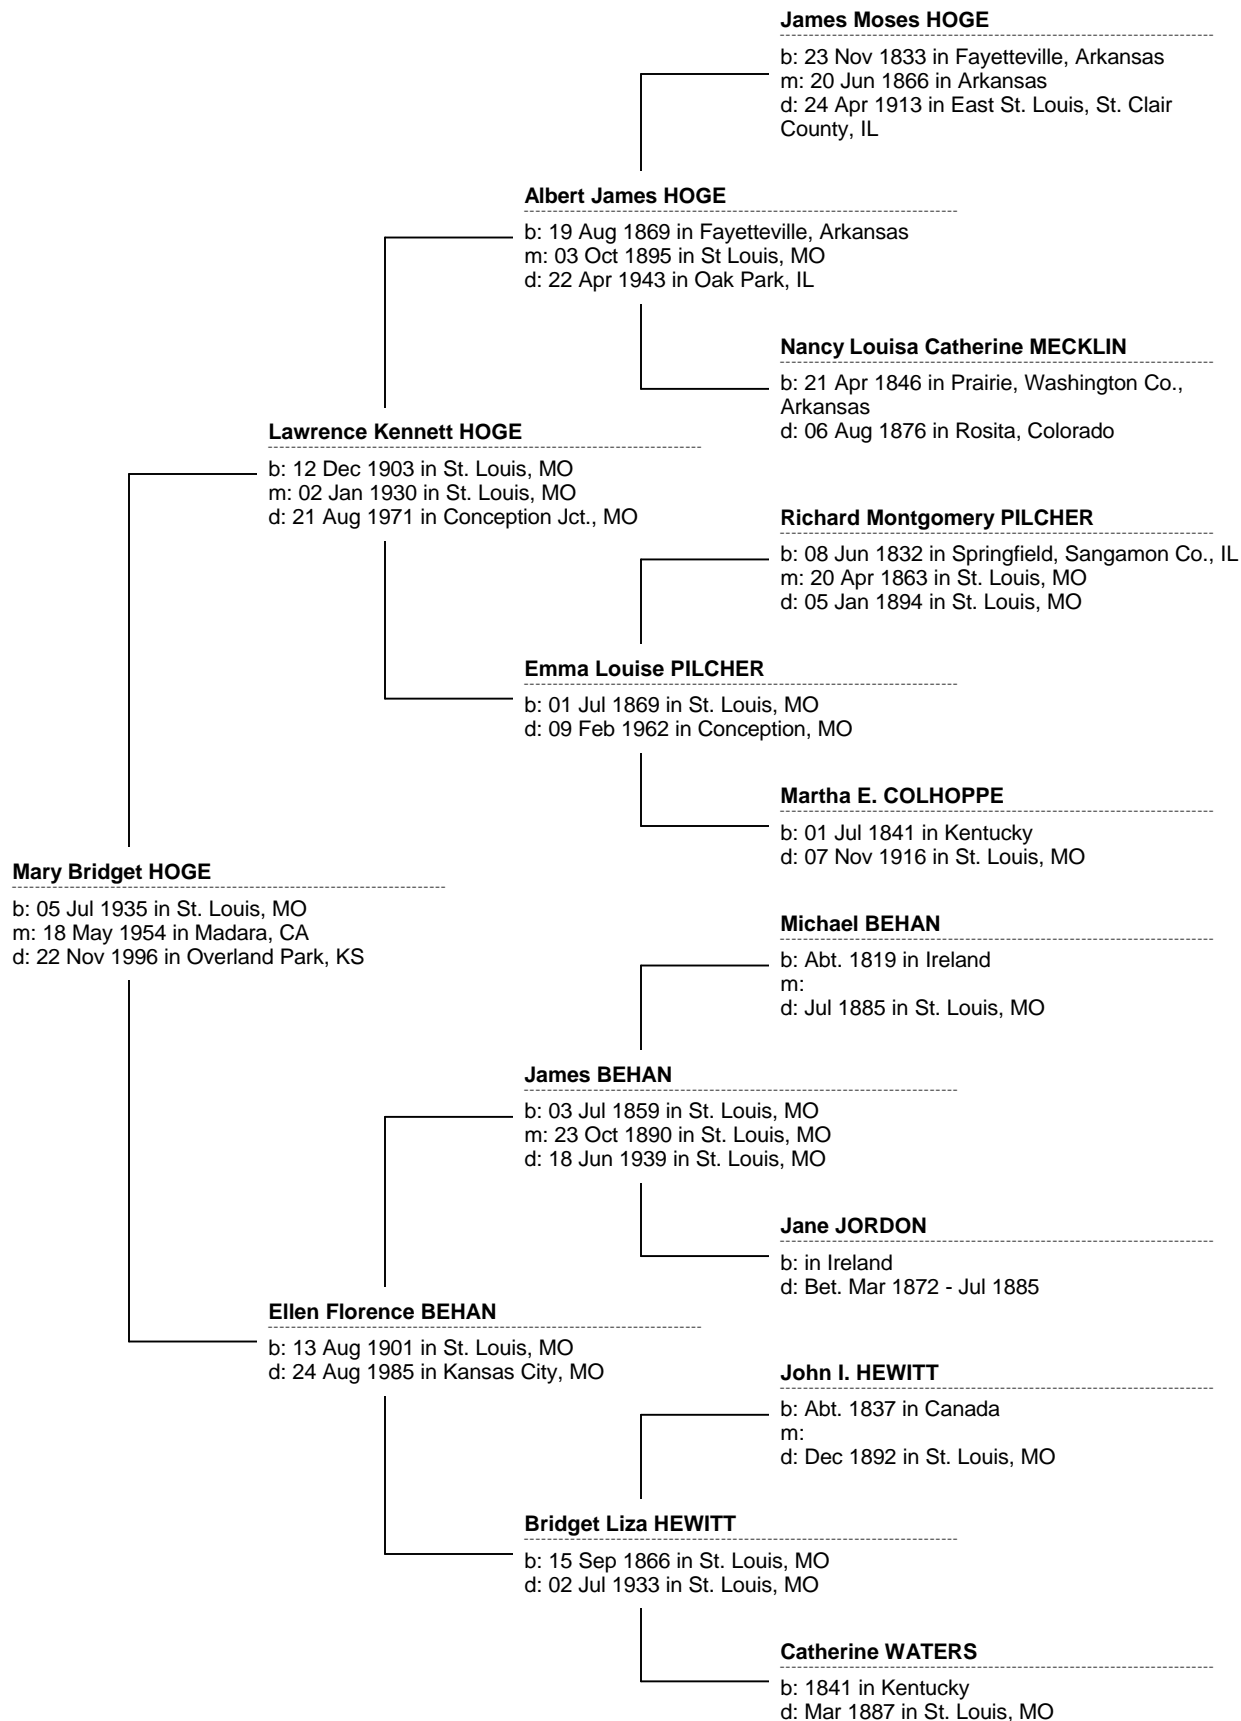 James Moses HOGE
b: 23 Nov 1833 in Fayetteville, Arkansas
m: 20 Jun 1866 in Arkansas
d: 24 Apr 1913 in East St. Louis, St. Clair
County, IL
Albert James HOGE
b: 19 Aug 1869 in Fayetteville, Arkansas
m: 03 Oct 1895 in St Louis, MO
d: 22 Apr 1943 in Oak Park, IL
Nancy Louisa Catherine MECKLIN
b: 21 Apr 1846 in Prairie, Washington Co.,
Arkansas
d: 06 Aug 1876 in Rosita, Colorado
Lawrence Kennett HOGE
b: 12 Dec 1903 in St. Louis, MO
m: 02 Jan 1930 in St. Louis, MO
d: 21 Aug 1971 in Conception Jct., MO
Richard Montgomery PILCHER
b: 08 Jun 1832 in Springfield, Sangamon Co., IL
m: 20 Apr 1863 in St. Louis, MO
d: 05 Jan 1894 in St. Louis, MO
Emma Louise PILCHER
b: 01 Jul 1869 in St. Louis, MO
d: 09 Feb 1962 in Conception, MO
Martha E. COLHOPPE
b: 01 Jul 1841 in Kentucky
d: 07 Nov 1916 in St. Louis, MO
Mary Bridget HOGE
b: 05 Jul 1935 in St. Louis, MO
m: 18 May 1954 in Madara, CA
d: 22 Nov 1996 in Overland Park, KS
Michael BEHAN
b: Abt. 1819 in Ireland
m:
d: Jul 1885 in St. Louis, MO
James BEHAN
b: 03 Jul 1859 in St. Louis, MO
m: 23 Oct 1890 in St. Louis, MO
d: 18 Jun 1939 in St. Louis, MO
Jane JORDON
b: in Ireland
d: Bet. Mar 1872 - Jul 1885
Ellen Florence BEHAN
b: 13 Aug 1901 in St. Louis, MO
d: 24 Aug 1985 in Kansas City, MO
John I. HEWITT
b: Abt. 1837 in Canada
m:
d: Dec 1892 in St. Louis, MO
Bridget Liza HEWITT
b: 15 Sep 1866 in St. Louis, MO
d: 02 Jul 1933 in St. Louis, MO
Catherine WATERS
b: 1841 in Kentucky
d: Mar 1887 in St. Louis, MO